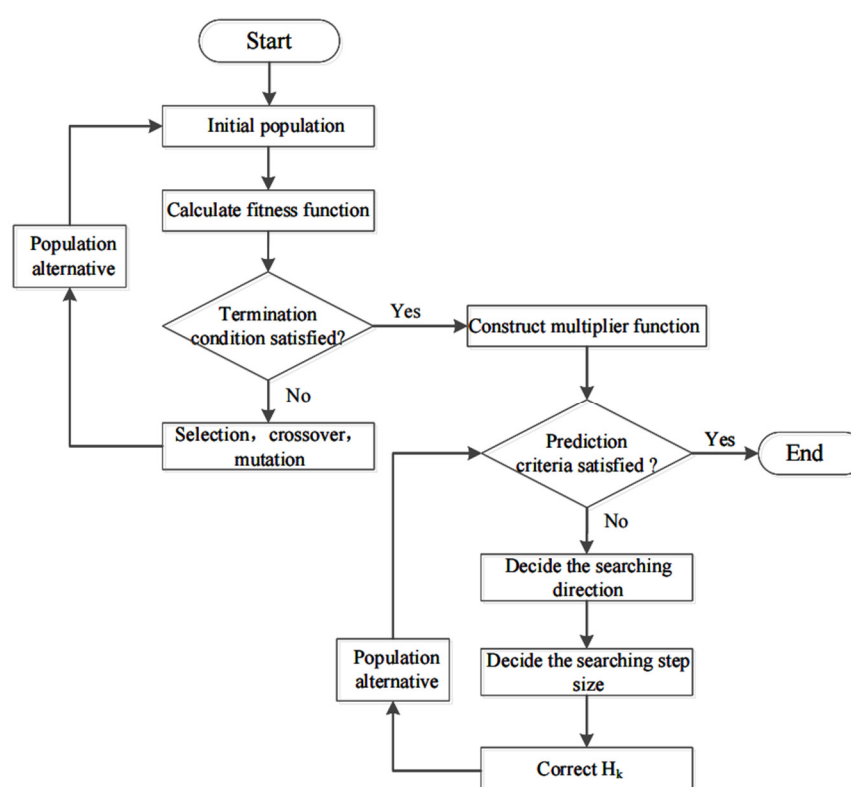 Start
Initial population
Calculate fitness function
Population
alternative
Termination
condition satisfied?
Yes
Construct multiplier function
No
Selection，crossover，
mutation
Prediction
criteria satisfied ?
Yes
End
No
Decide the searching
direction
Population
alternative
Decide the searching step
size
Correct Hk